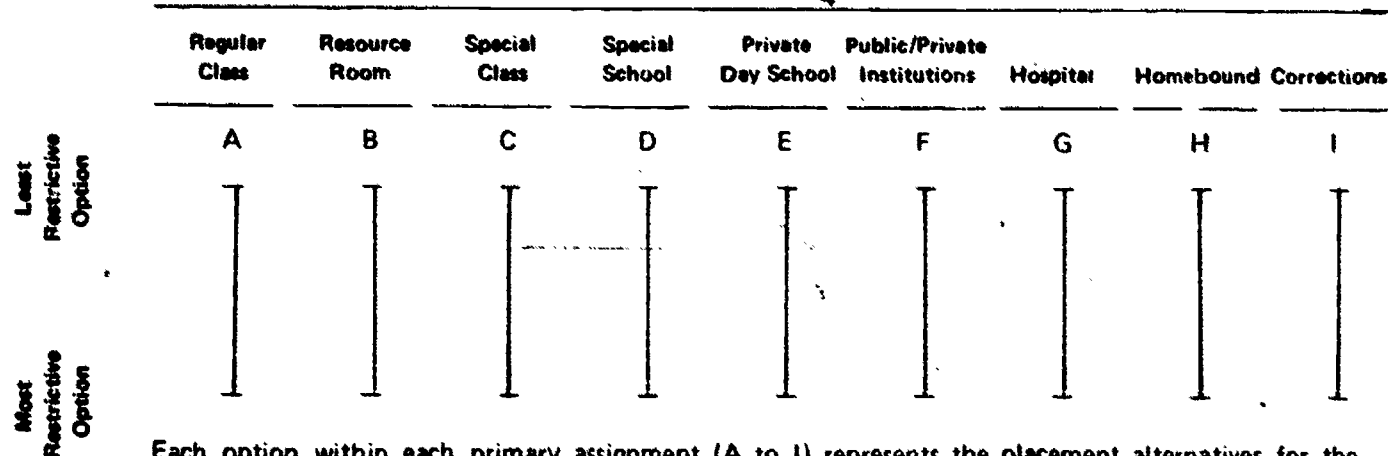 Regular Resource Special Special Private Public/Private
Class Room Class School Day School Institutions Hospital Homebound Corrections
A B C D E F G H I
Least
Restrictive
Option
Most
Restrictive
Option
Each option within each primary assignment (A to I) represents the placement alternatives for the